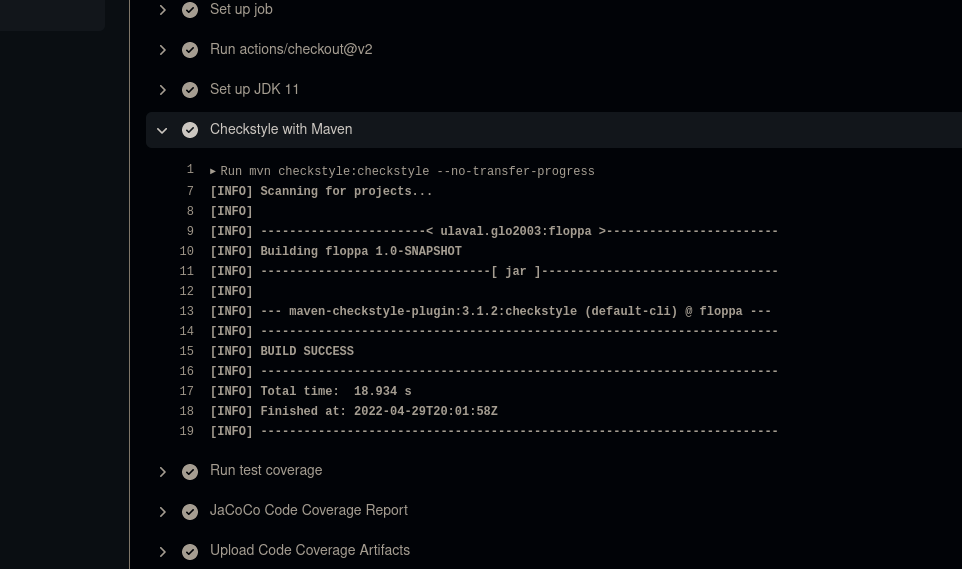 Set up job
Run actions/checkout@v2
Set up JDK 11
Checkstyle with Maven
1 ▸ Run mvn checkstyle:checkstyle --no-transfer-progress
7 [INFO] Scanning for projects...
8 [INFO]
9 [INFO] -----------------------< ulaval.glo2003:floppa >------------------------
10 [INFO] Building floppa 1.0-SNAPSHOT
11 [INFO] --------------------------------[ jar ]---------------------------------
12 [INFO]
13 [INFO] --- maven-checkstyle-plugin:3.1.2:checkstyle (default-cli) @ floppa ---
14 [INFO] ------------------------------------------------------------------------
15 [INFO] BUILD SUCCESS
16 [INFO] ------------------------------------------------------------------------
17 [INFO] Total time:  18.934 s
18 [INFO] Finished at: 2022-04-29T20:01:58Z
19 [INFO] ------------------------------------------------------------------------
Run test coverage
JaCoCo Code Coverage Report
Upload Code Coverage Artifacts